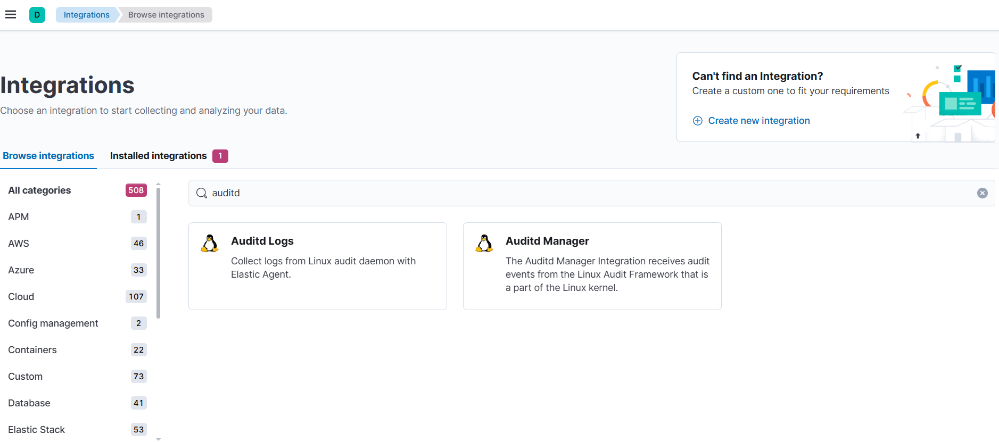 D
Integrations
Browse integrations
Integrations
Choose an integration to start collecting and analyzing your data.
Can't find an Integration?
Create a custom one to fit your requirements
Create new integration
Browse integrations
Installed integrations 1
All categories 508
APM 1
AWS 46
Azure 33
Cloud 107
Config management 2
Containers 22
Custom 73
Database 41
Elastic Stack 53
auditd
Auditd Logs
Collect logs from Linux audit daemon with
Elastic Agent.
Auditd Manager
The Auditd Manager Integration receives audit
events from the Linux Audit Framework that is
a part of the Linux kernel.